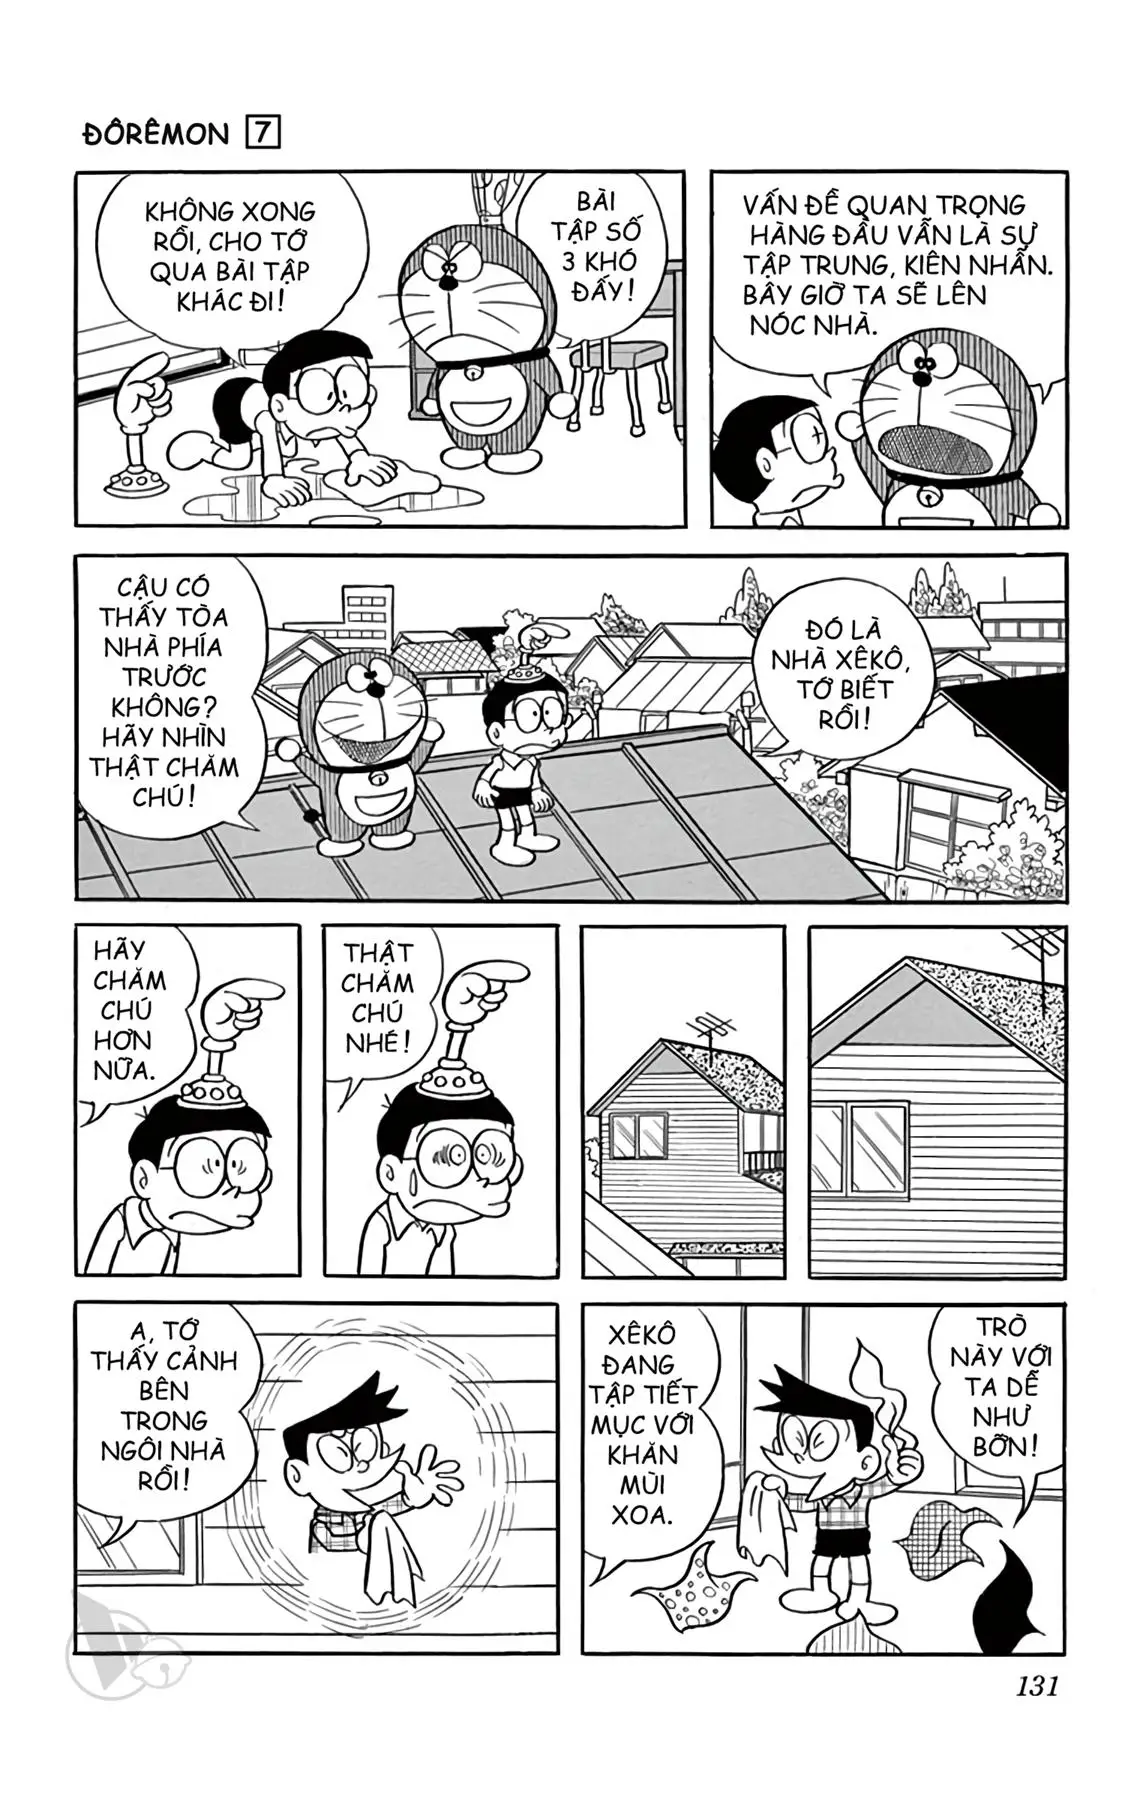 ĐÔRÊMON 7
KHÔNG XONG
RỒI, CHO TỚ
QUA BÀI TẬP
KHÁC ĐI!
BÀI
TẬP SỐ
3 KHÓ
ĐẤY!
VẤN ĐỀ QUAN TRỌNG
HÀNG ĐẦU VẪN LÀ SỰ
TẬP TRUNG, KIÊN NHẪN.
BÂY GIỜ TA SẼ LÊN
NÓC NHÀ.
CẬU CÓ
THẤY TÒA
NHÀ PHÍA
TRƯỚC
KHÔNG?
HÃY NHÌN
THẬT CHĂM
CHÚ!
ĐÓ LÀ
NHÀ XÊKÔ,
TỚ BIẾT
RỒI!
HÃY
CHĂM
CHÚ
HƠN
NỮA.
THẬT
CHĂM
CHÚ
NHÉ!
A, TỚ
THẤY CẢNH
BÊN
TRONG
NGÔI NHÀ
RỒI!
XÊKÔ
ĐANG
TẬP TIẾT
MỤC VỚI
KHĂN
MÙI
XOA.
TRÒ
NÀY VỚI
TA DỄ
NHƯ
BỠN!
131